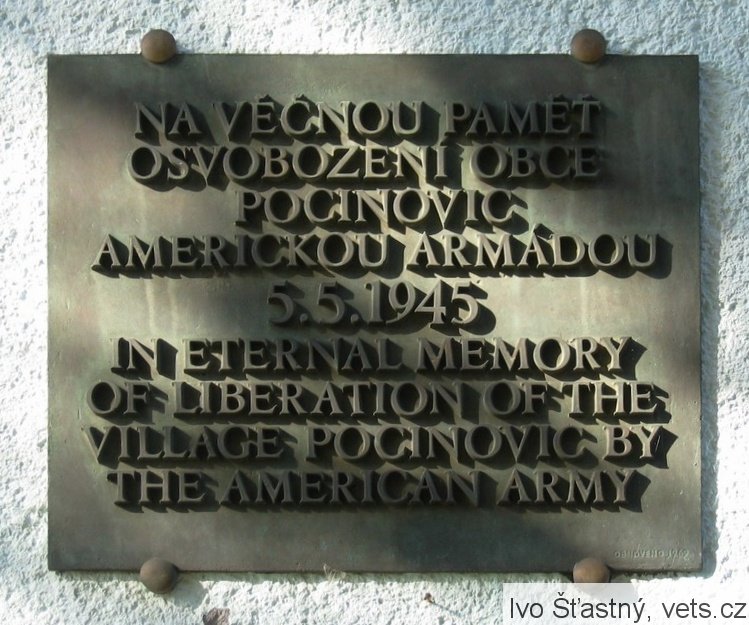 NA VĚČNOU PAMĚŤ
OSVOBOZENÍ OBCE
POCINOVIC
AMERICKOU ARMÁDOU
5.5.1945
IN ETERNAL MEMORY
OF LIBERATION OF THE
VILLAGE POCINOVIC BY
THE AMERICAN ARMY
OBNOVENO
Ivo Šťastný, vets.cz